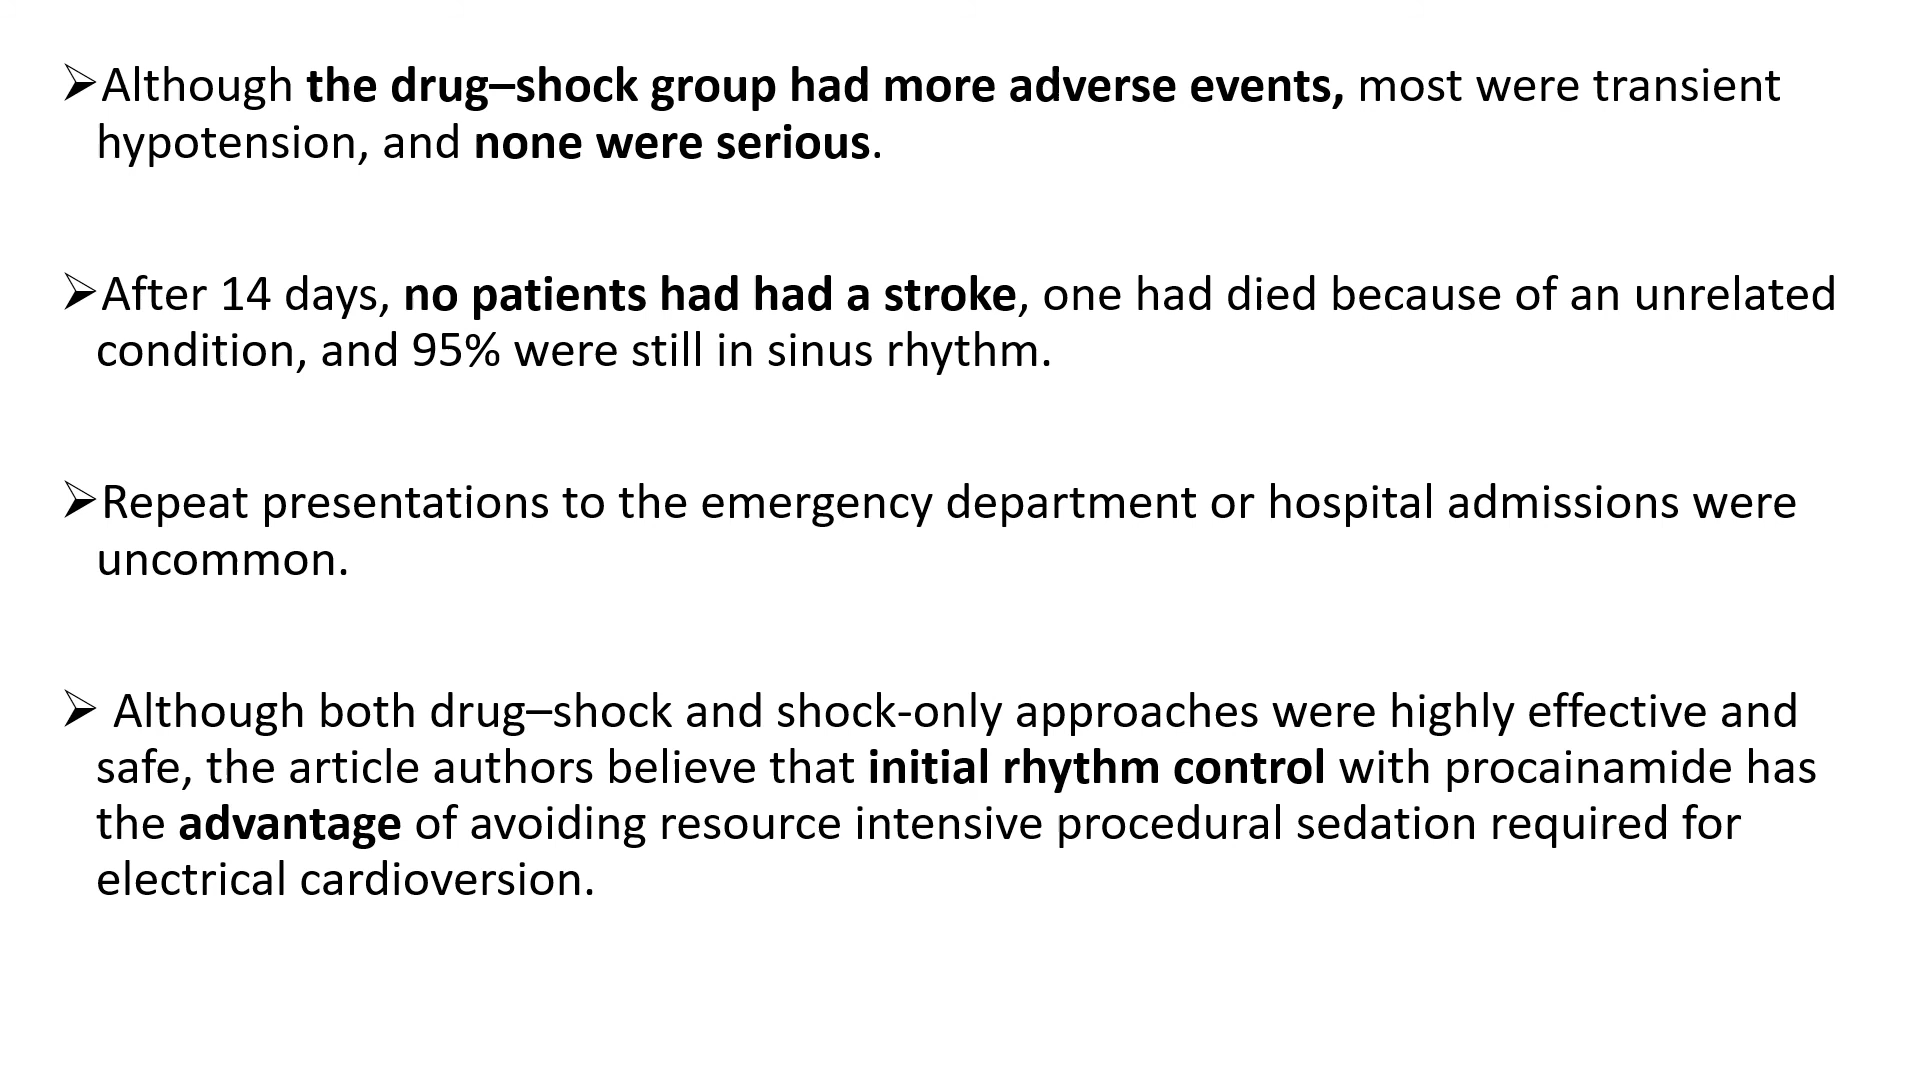 ➢Although the drug–shock group had more adverse events, most were transient
hypotension, and none were serious.
➢After 14 days, no patients had had a stroke, one had died because of an unrelated
condition, and 95% were still in sinus rhythm.
➢Repeat presentations to the emergency department or hospital admissions were
uncommon.
➢ Although both drug–shock and shock-only approaches were highly effective and
safe, the article authors believe that initial rhythm control with procainamide has
the advantage of avoiding resource intensive procedural sedation required for
electrical cardioversion.